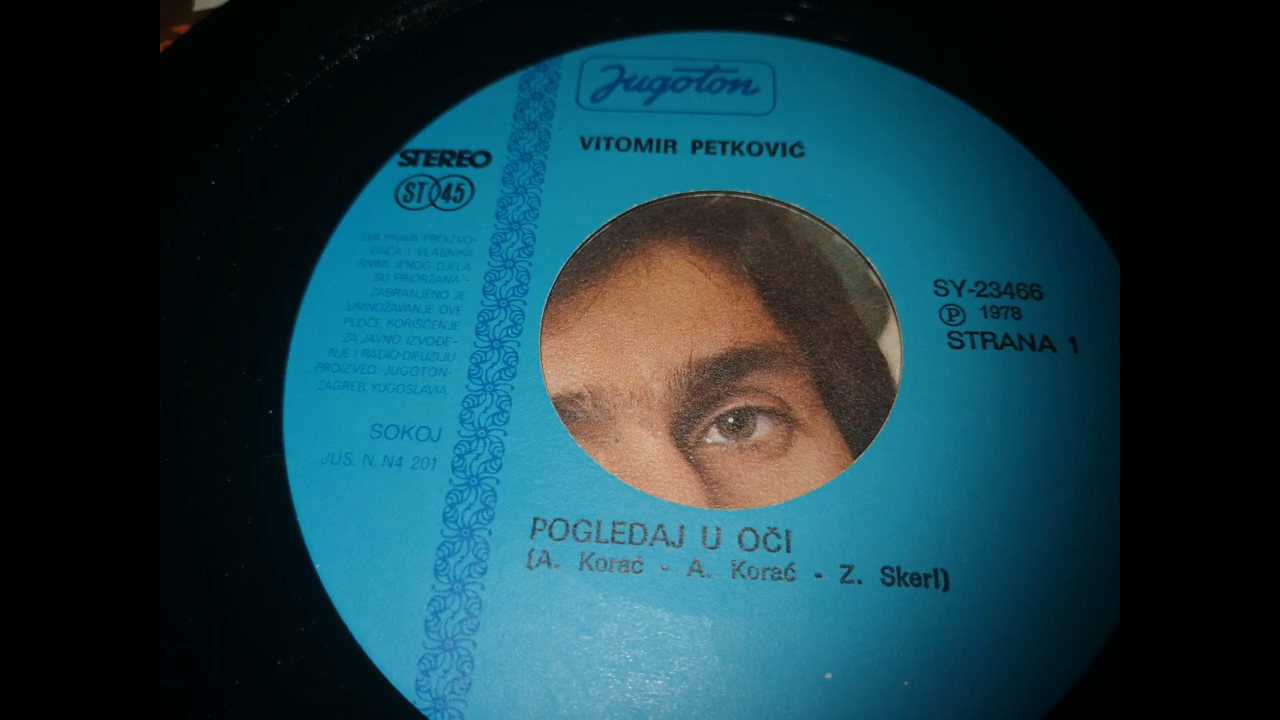 Jugoton
VITOMIR PETKOVIĆ
STEREO
ST 45
SVA PRAVA PROIZVO-
ĐAČA I VLASNIKA
SNIMLJENOG DJELA
SU PRIDRŽANA -
ZABRANJENO JE
UMNOŽAVANJE OVE
PLOČE, KORIŠĆENJE
ZA JAVNO IZVOĐE-
NJE I RADIO-DIFUZIJU
PROIZVEO -JUGOTON-
ZAGREB, YUGOSLAVIA
SOKOJ
JUS. N. N4 201
SY-23466
Ⓟ 1978
STRANA 1
POGLEDAJ U OČI
(A. Korać - A. Korać - Z. Skerl)